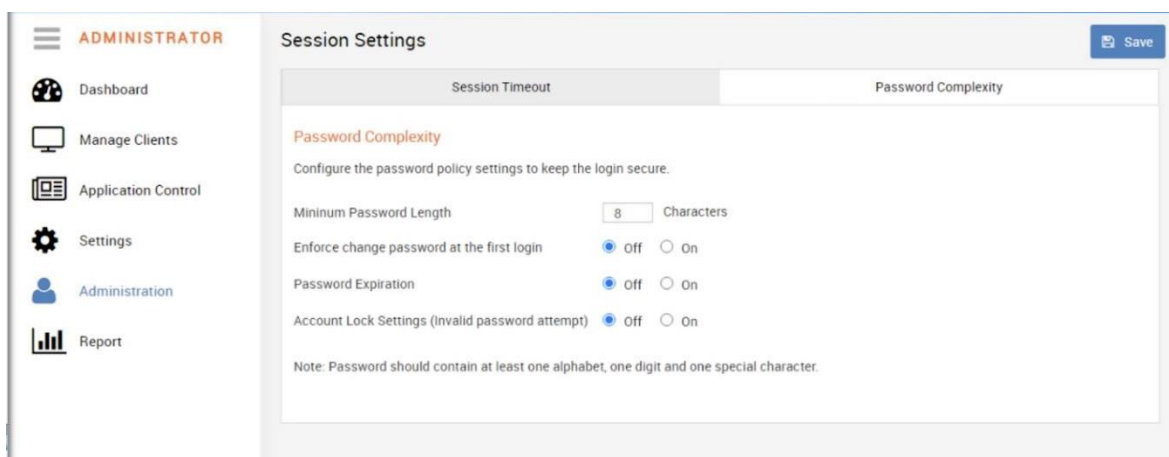 ADMINISTRATOR
Dashboard
Manage Clients
Application Control
Settings
Administration
Report
Session Settings
Save
Session Timeout
Password Complexity
Password Complexity
Configure the password policy settings to keep the login secure.
Mininum Password Length 8 Characters
Enforce change password at the first login Off On
Password Expiration Off On
Account Lock Settings (Invalid password attempt) Off On
Note: Password should contain at least one alphabet, one digit and one special character.